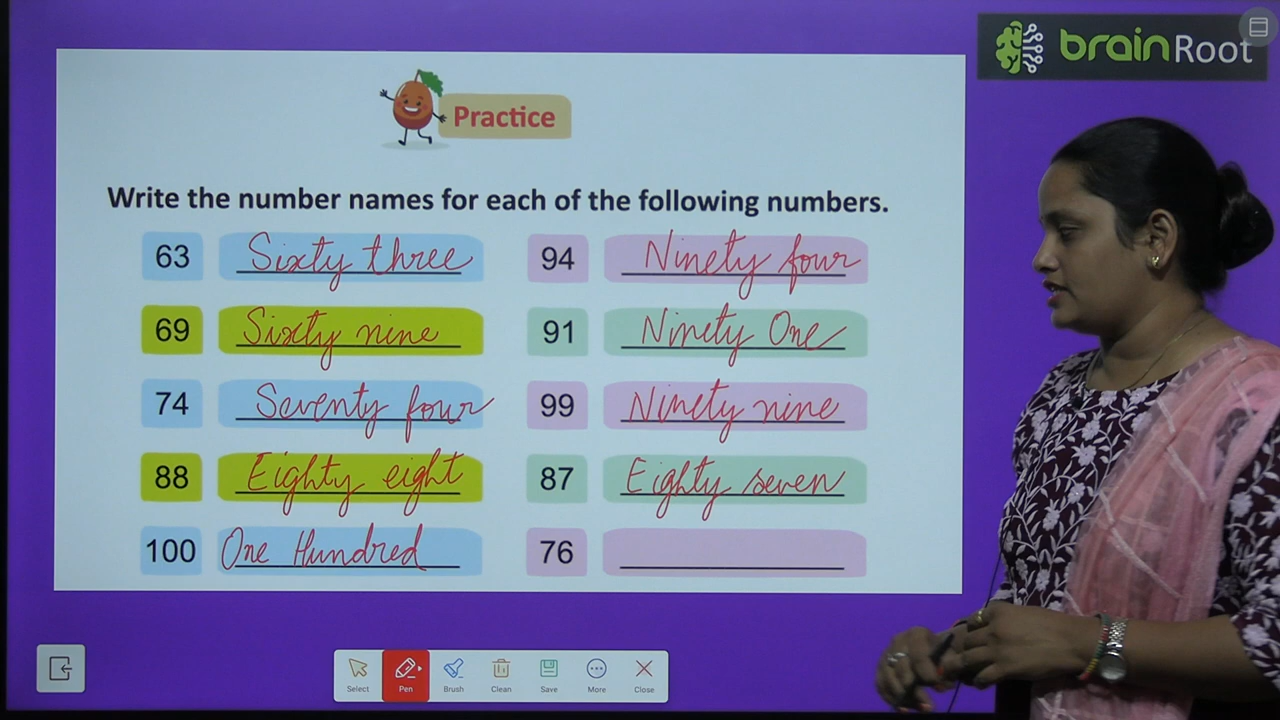 brainRoot
Practice
Write the number names for each of the following numbers.
63 Sixty three 94 Ninety four
69 Sixty nine 91 Ninety One
74 Seventy four 99 Ninety nine
88 Eighty eight 87 Eighty seven
100 One Hundred 76
Select Pen Brush Clean Save More Close